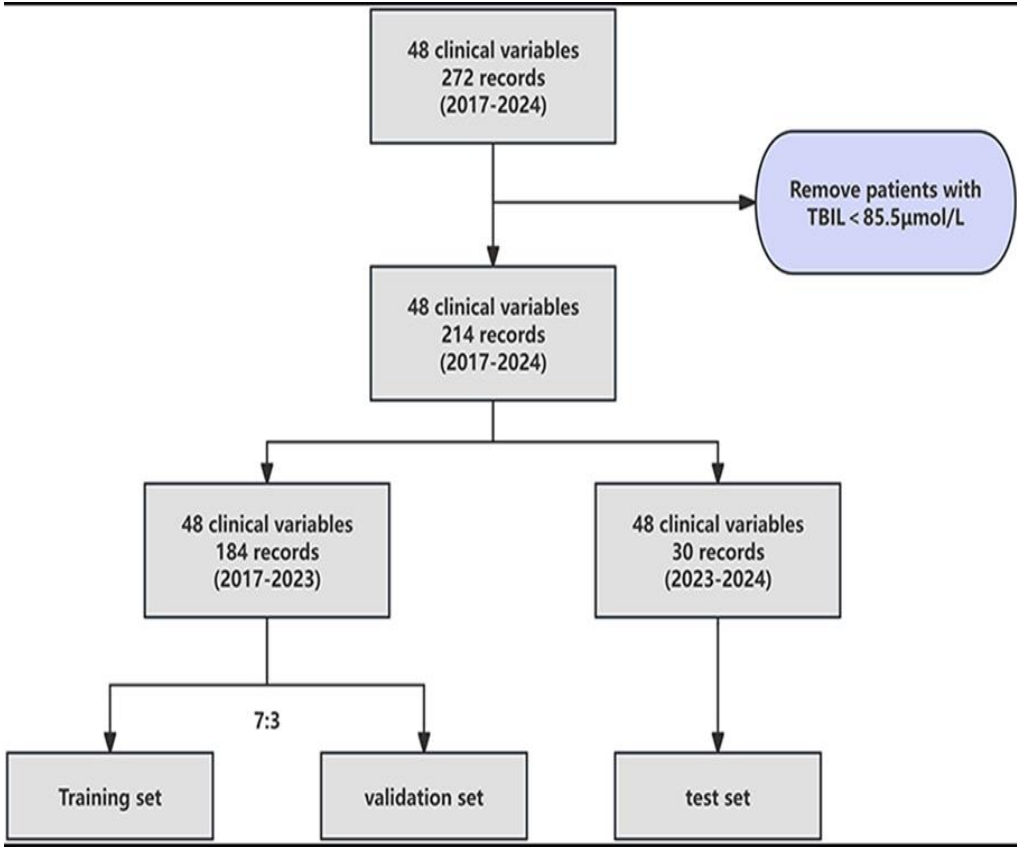 48 clinical variables
272 records
(2017-2024)
Remove patients with
TBIL < 85.5μmol/L
48 clinical variables
214 records
(2017-2024)
48 clinical variables
184 records
(2017-2023)
48 clinical variables
30 records
(2023-2024)
7:3
Training set
validation set
test set